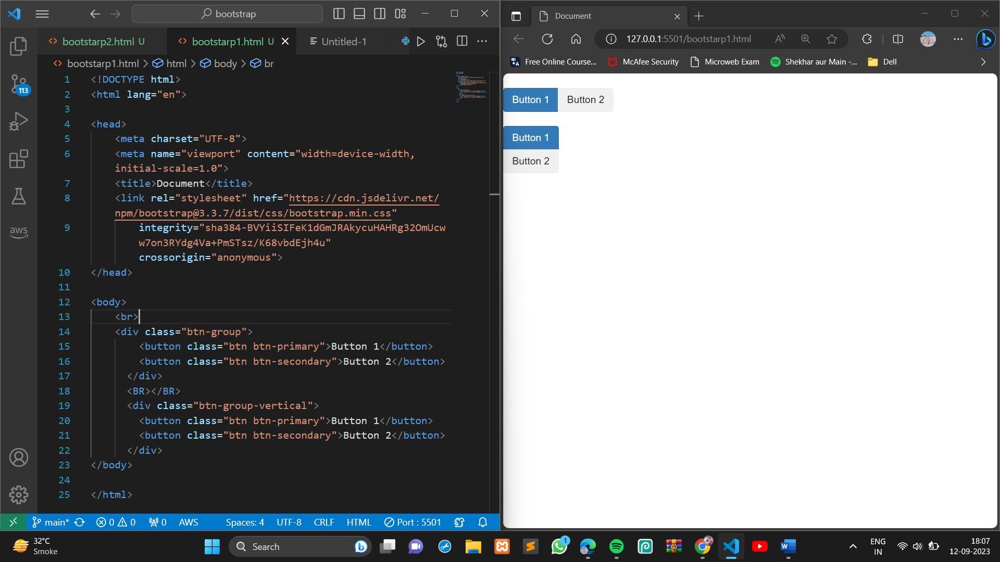 bootstrap
bootstarp2.html U
bootstarp1.html U
Untitled-1
bootstarp1.html > html > body > br
1 <!DOCTYPE html>
2 <html lang="en">
3
4 <head>
5 <meta charset="UTF-8">
6 <meta name="viewport" content="width=device-width,
initial-scale=1.0">
7 <title>Document</title>
8 <link rel="stylesheet" href="https://cdn.jsdelivr.net/
npm/bootstrap@3.3.7/dist/css/bootstrap.min.css"
9 integrity="sha384-BVYiiSIFeK1dGmJRAkycuHAHRg32OmUcw
w7on3RYdg4Va+PmSTsz/K68vbdEjh4u"
crossorigin="anonymous">
10 </head>
11
12 <body>
13 <br>
14 <div class="btn-group">
15 <button class="btn btn-primary">Button 1</button>
16 <button class="btn btn-secondary">Button 2</button>
17 </div>
18 <BR></BR>
19 <div class="btn-group-vertical">
20 <button class="btn btn-primary">Button 1</button>
21 <button class="btn btn-secondary">Button 2</button>
22 </div>
23 </body>
24
25 </html>
113
aws
main* 0 0 0 AWS Spaces: 4 UTF-8 CRLF HTML Port : 5501
Document
127.0.0.1:5501/bootstarp1.html
Free Online Course... McAfee Security Microweb Exam Shekhar aur Main -... Dell
Button 1 Button 2
Button 1
Button 2
32°C
Smoke
Search
1
ENG
IN
18:07
12-09-2023